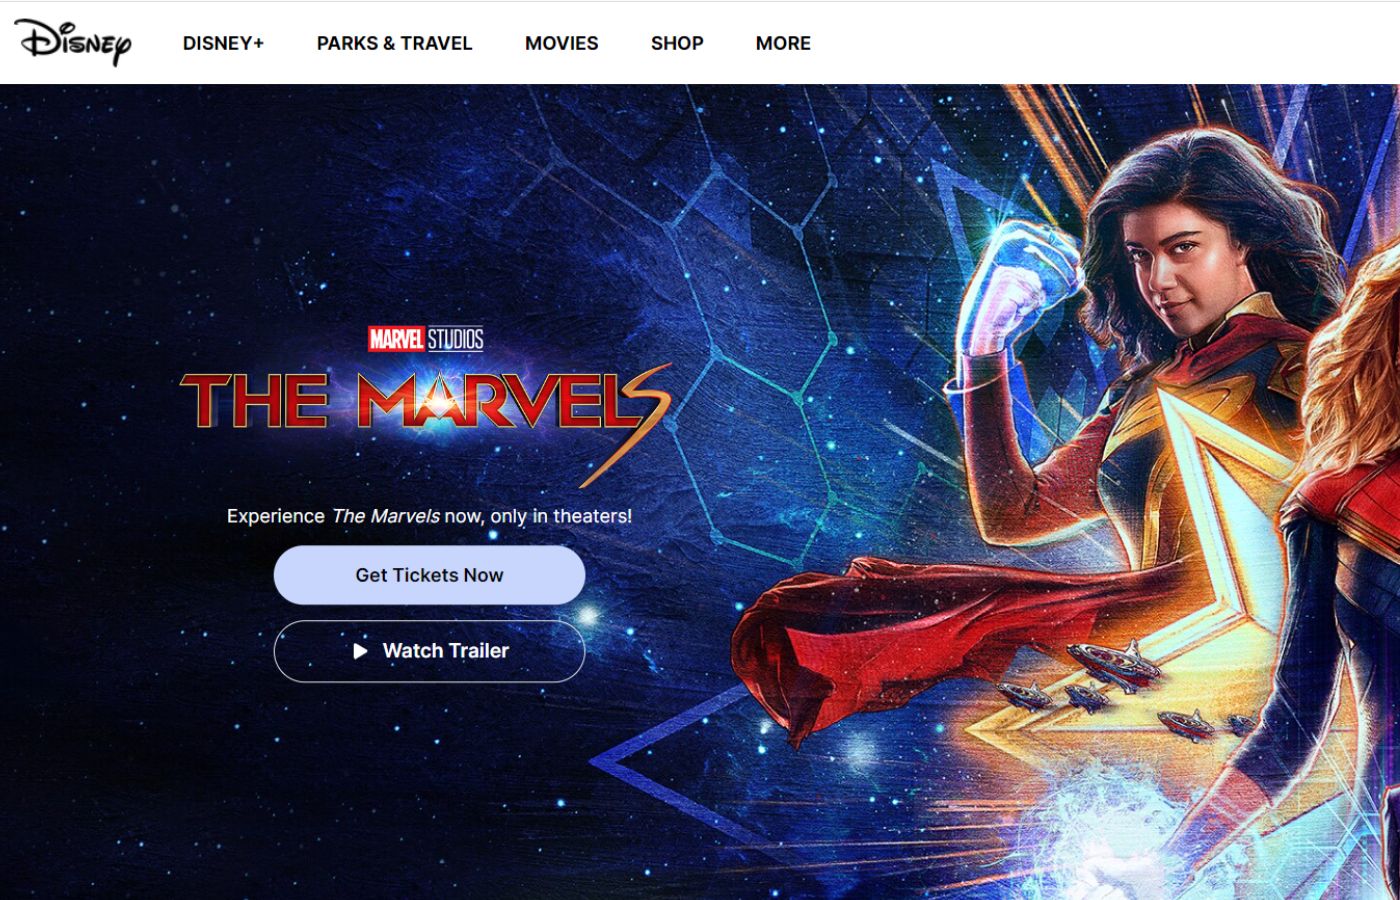 Disney
DISNEY+
PARKS & TRAVEL
MOVIES
SHOP
MORE
MARVEL STUDIOS
THE MARVELS
Experience The Marvels now, only in theaters!
Get Tickets Now
Watch Trailer